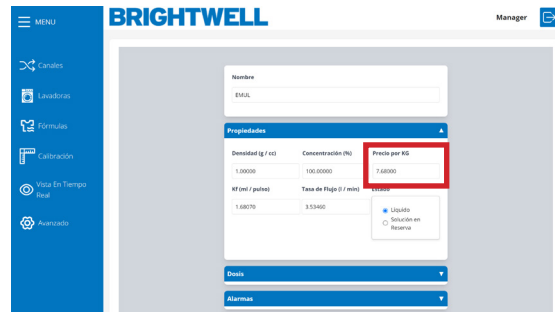 MENU
BRIGHTWELL
Manager
Canales
Lavadoras
Fórmulas
Calibración
Vista En Tiempo
Real
Avanzado
Nombre
EMUL
Propiedades
Densidad (g / cc)
Concentración (%)
Precio por KG
1.00000
100.00000
7.68000
Kf (ml / pulso)
Tasa de Flujo (l / min)
Estado
1.68070
3.53460
Líquido
Solución en
Reserva
Dosis
Alarmas